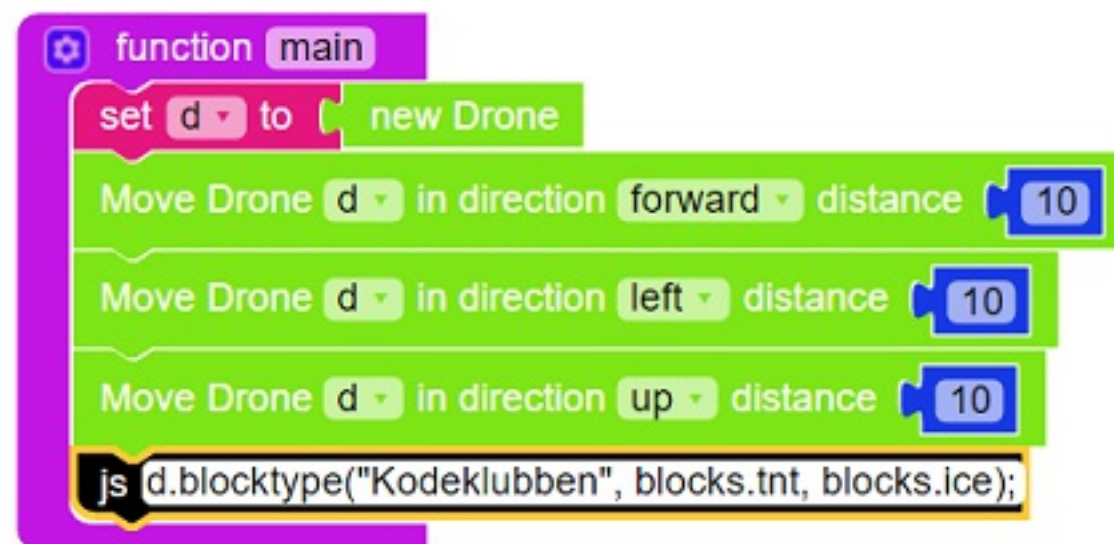 function main
set d to new Drone
Move Drone d in direction forward distance 10
Move Drone d in direction left distance 10
Move Drone d in direction up distance 10
js d.blocktype("Kodeklubben", blocks.tnt, blocks.ice);